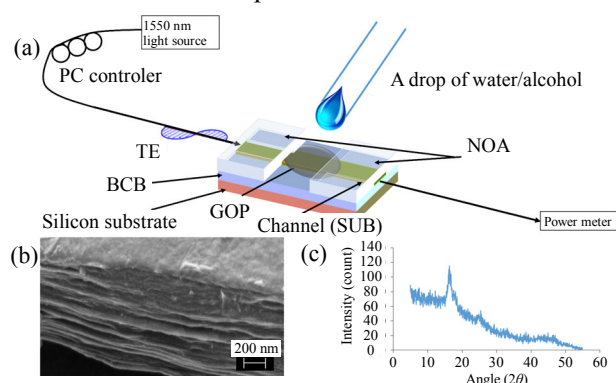 1550 nm
light source
(a)
PC controler
A drop of water/alcohol
TE
NOA
BCB
GOP
Silicon substrate
Channel (SUB)
Power meter
(b)
200 nm
(c)
Intensity (count)
140
120
100
80
60
40
20
0
0 10 20 30 40 50 60
Angle (2θ)